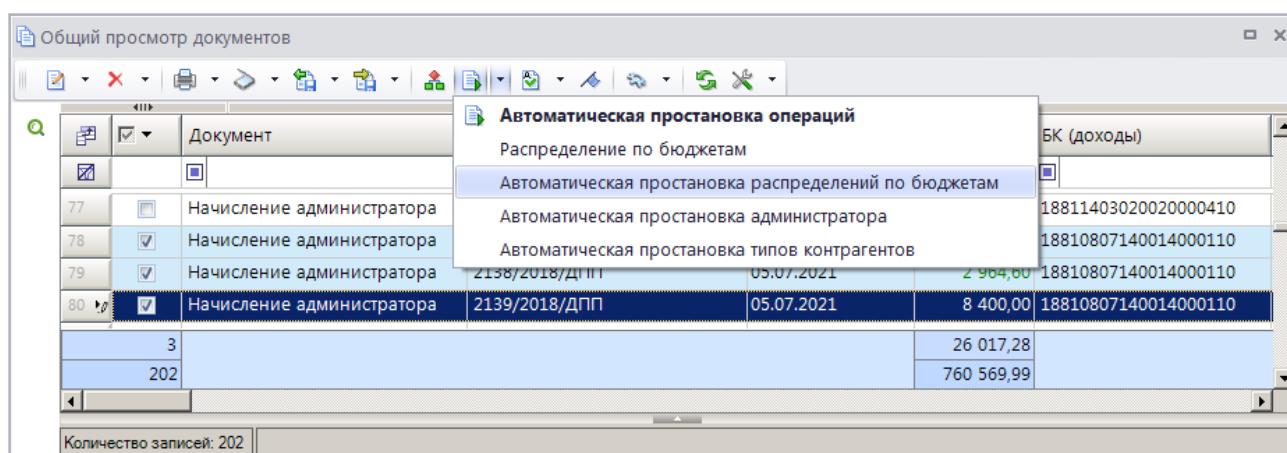 Общий просмотр документов
Автоматическая простановка операций
Распределение по бюджетам
Автоматическая простановка распределений по бюджетам
Автоматическая простановка администратора
Автоматическая простановка типов контрагентов
Документ БК (доходы)
77 Начисление администратора 18811403020020000410
78 Начисление администратора 18810807140014000110
79 Начисление администратора 2138/2018/ДПП 05.07.2021 2 964,60 18810807140014000110
80 Начисление администратора 2139/2018/ДПП 05.07.2021 8 400,00 18810807140014000110
3 26 017,28
202 760 569,99
Количество записей: 202